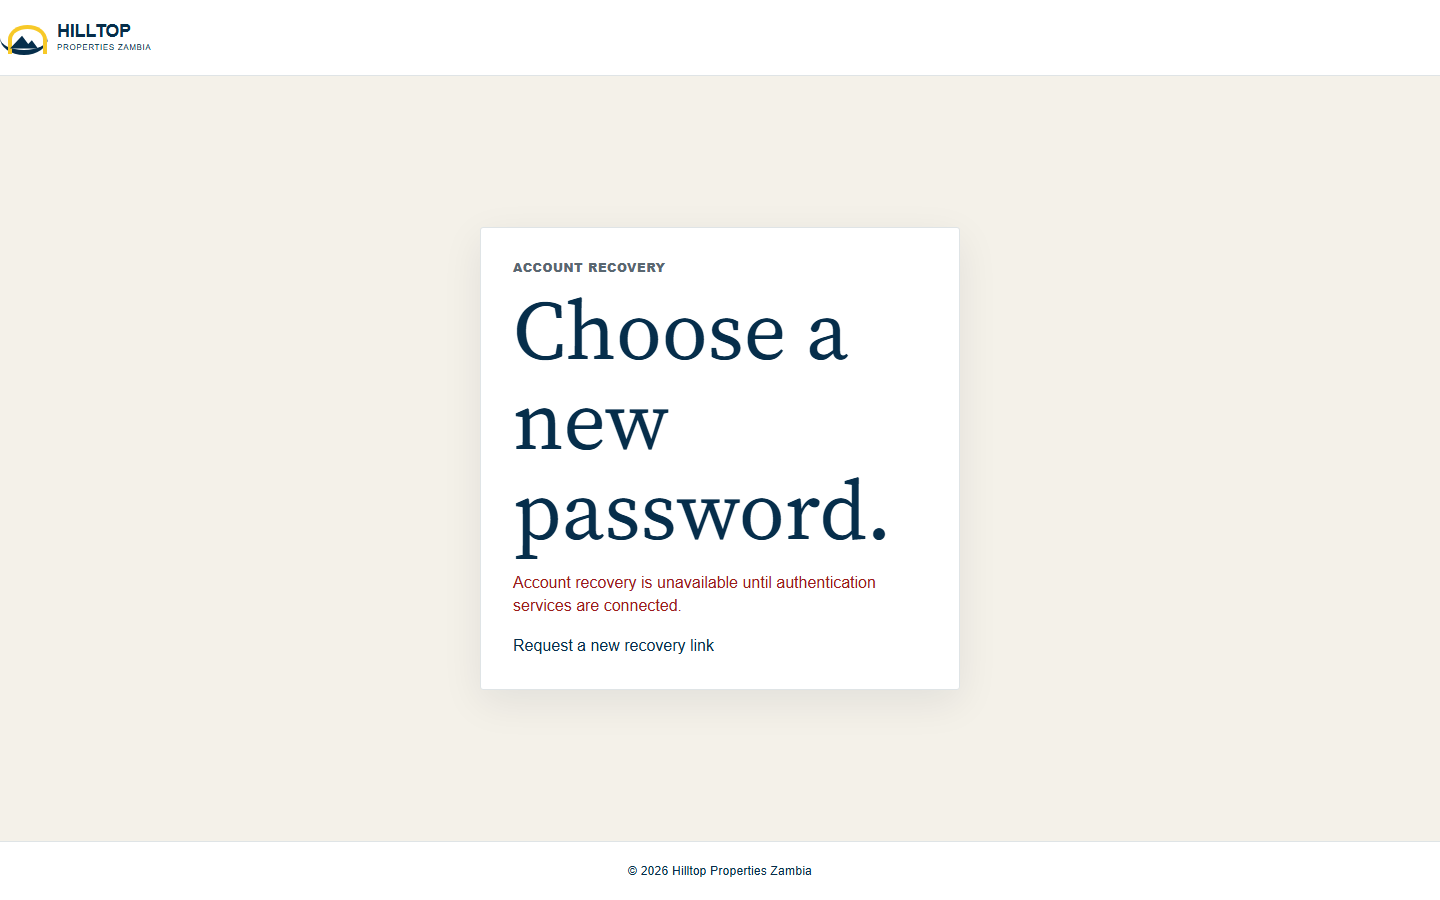 HILLTOP
PROPERTIES ZAMBIA
ACCOUNT RECOVERY
Choose a
new
password.
Account recovery is unavailable until authentication
services are connected.
Request a new recovery link
© 2026 Hilltop Properties Zambia